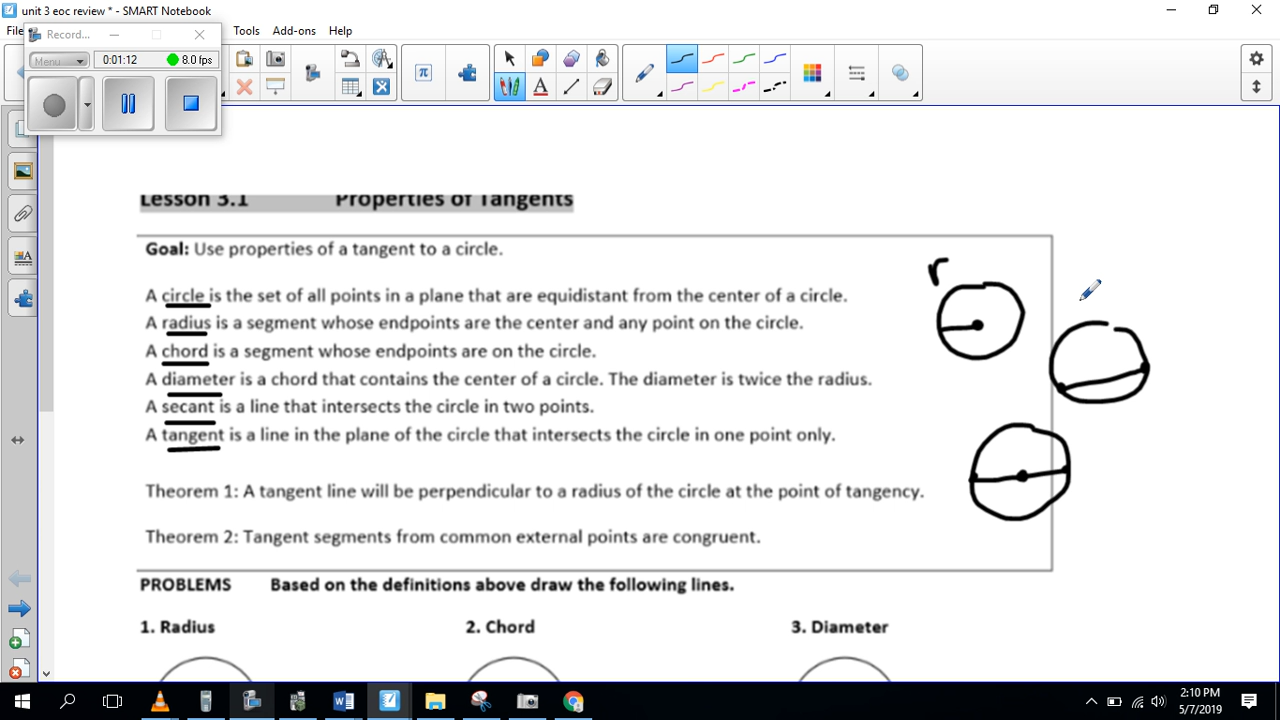 unit 3 eoc review * - SMART Notebook
Record...
Tools Add-ons Help
Menu 0:01:12 8.0 fps
π
A
Lesson 3.1 Properties of Tangents
Goal: Use properties of a tangent to a circle.
r
A circle is the set of all points in a plane that are equidistant from the center of a circle.
A radius is a segment whose endpoints are the center and any point on the circle.
A chord is a segment whose endpoints are on the circle.
A diameter is a chord that contains the center of a circle. The diameter is twice the radius.
A secant is a line that intersects the circle in two points.
A tangent is a line in the plane of the circle that intersects the circle in one point only.
Theorem 1: A tangent line will be perpendicular to a radius of the circle at the point of tangency.
Theorem 2: Tangent segments from common external points are congruent.
PROBLEMS Based on the definitions above draw the following lines.
1. Radius 2. Chord 3. Diameter
2:10 PM
5/7/2019